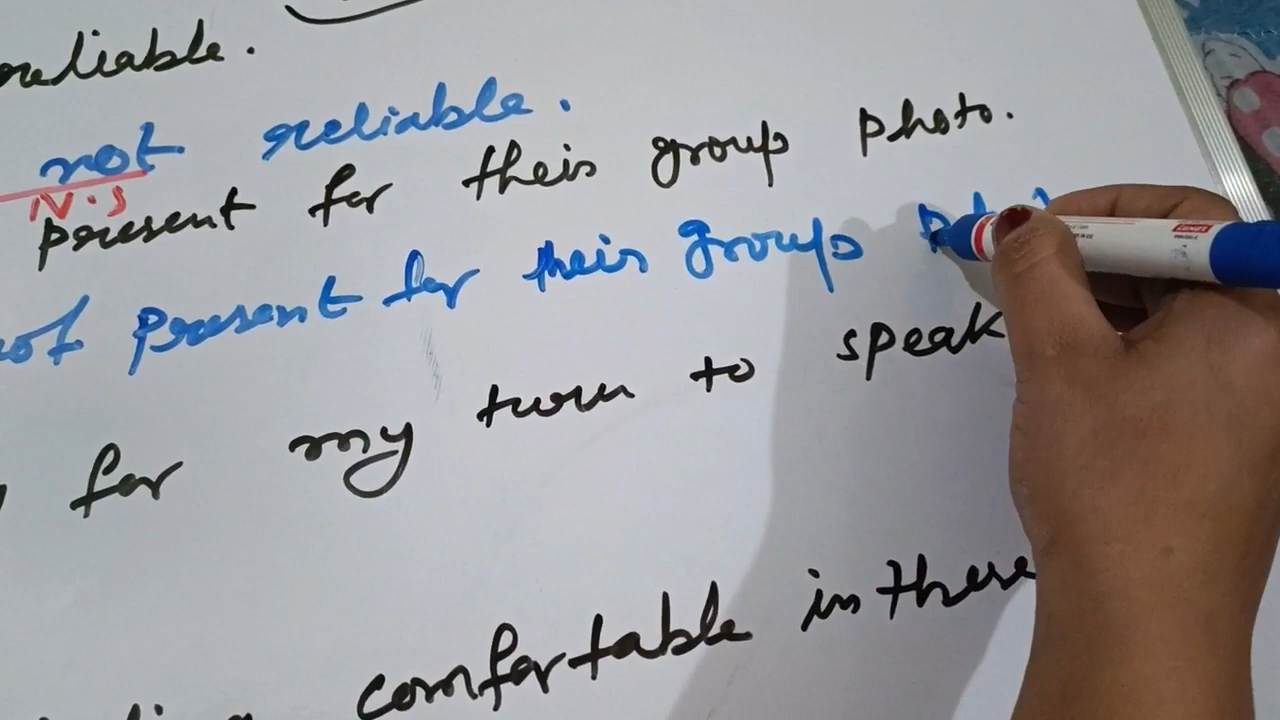 reliable.
not reliable.
N.S
present for their group photo.
not present for their group
for my turn to speak
comfortable in these